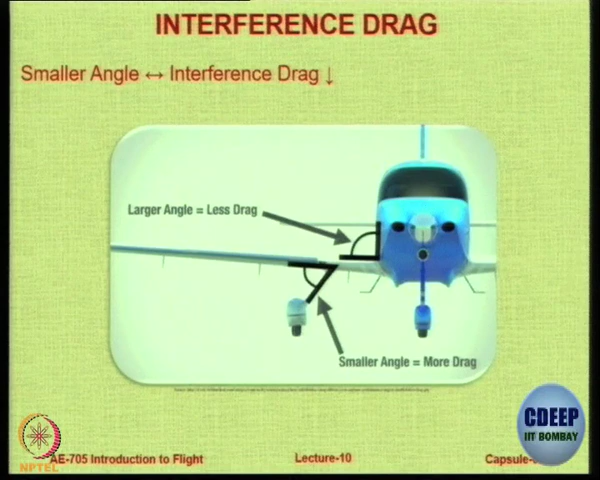 INTERFERENCE DRAG
Smaller Angle ↔ Interference Drag ↓
Larger Angle = Less Drag
Smaller Angle = More Drag
CDEEP
IIT BOMBAY
NPTEL
AE-705 Introduction to Flight
Lecture-10